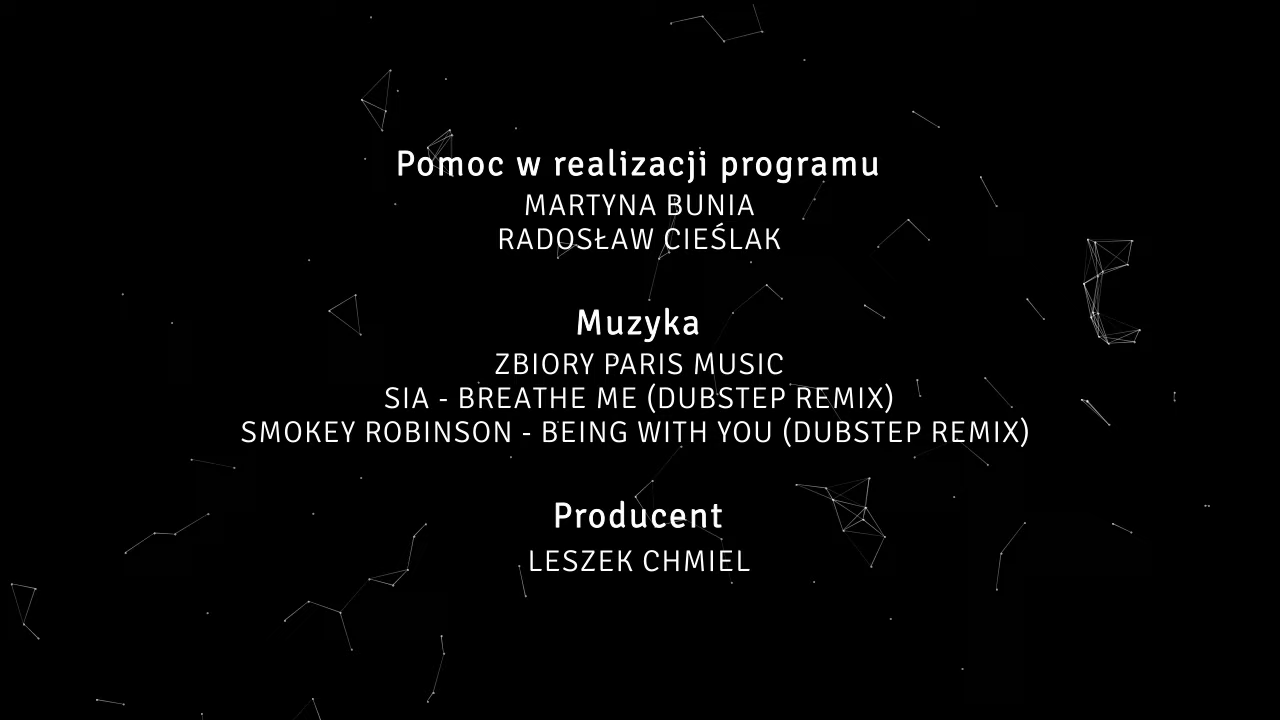 Pomoc w realizacji programu
MARTYNA BUNIA
RADOSŁAW CIEŚLAK
Muzyka
ZBIORY PARIS MUSIC
SIA - BREATHE ME (DUBSTEP REMIX)
SMOKEY ROBINSON - BEING WITH YOU (DUBSTEP REMIX)
Producent
LESZEK CHMIEL